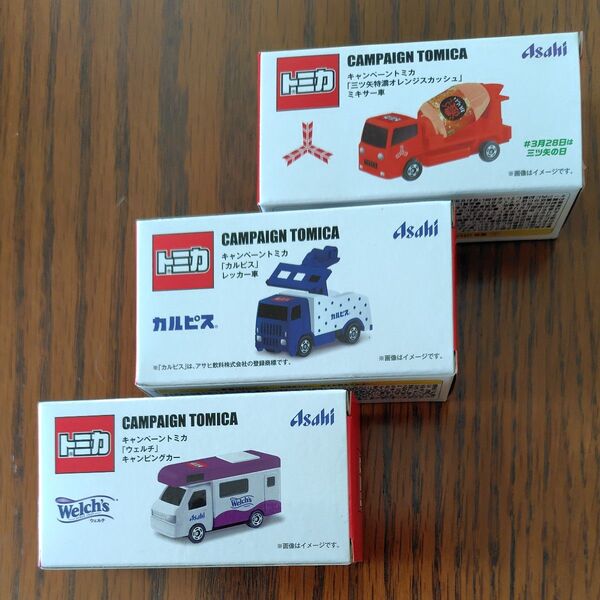 トミカ
CAMPAIGN TOMICA
Asahi
キャンペーントミカ
「三ツ矢特濃オレンジスカッシュ」
ミキサー車
#3月28日は
三ツ矢の日
※画像はイメージです。
トミカ
CAMPAIGN TOMICA
Asahi
キャンペーントミカ
「カルピス」
レッカー車
カルピス®
カルピス
※画像はイメージです。
※「カルピス」は、アサヒ飲料株式会社の登録商標です。
トミカ
CAMPAIGN TOMICA
Asahi
キャンペーントミカ
「ウェルチ」
キャンピングカー
Welch's
ウェルチ
Welch's
Asahi
※画像はイメージです。